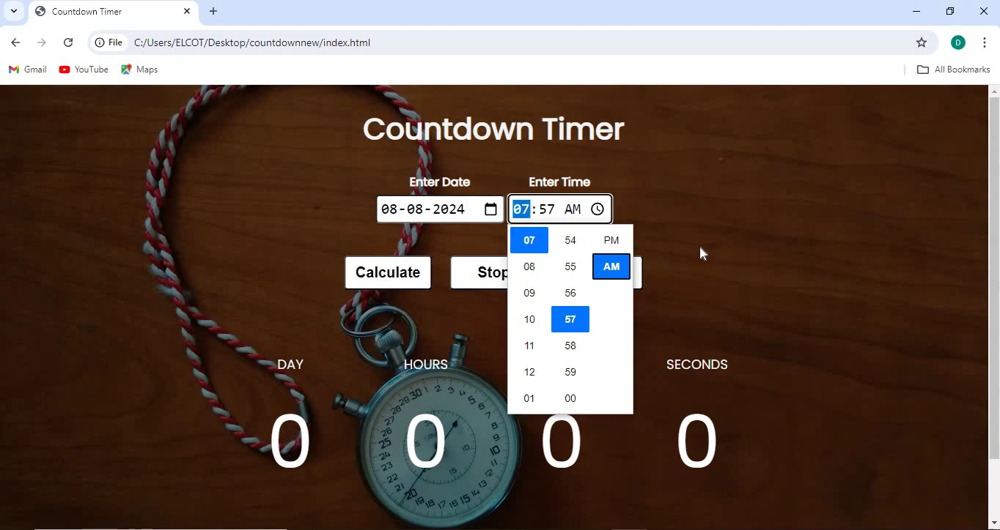 Countdown Timer
File C:/Users/ELCOT/Desktop/countdownnew/index.html D
Gmail YouTube Maps All Bookmarks
Countdown Timer
Enter Date Enter Time
08-08-2024 07:57 AM
07 54 PM
08 55 AM
Calculate Stop
09 56
10 57
11 58
DAY HOURS SECONDS
12 59
01 00
0 0 0 0